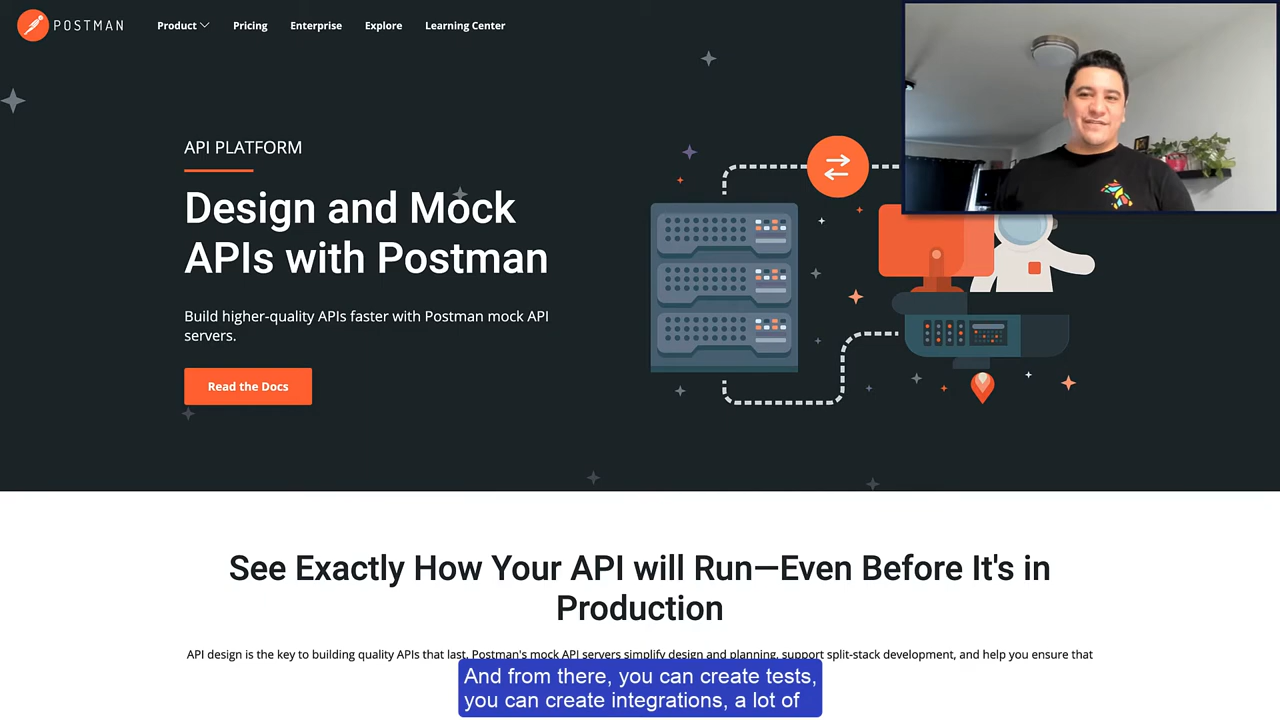 POSTMAN
Product
Pricing
Enterprise
Explore
Learning Center
API PLATFORM
Design and Mock
APIs with Postman
Build higher-quality APIs faster with Postman mock API
servers.
Read the Docs
See Exactly How Your API will Run—Even Before It's in
Production
API design is the key to building quality APIs that last. Postman's mock API servers simplify design and planning, support split-stack development, and help you ensure that
And from there, you can create tests,
you can create integrations, a lot of